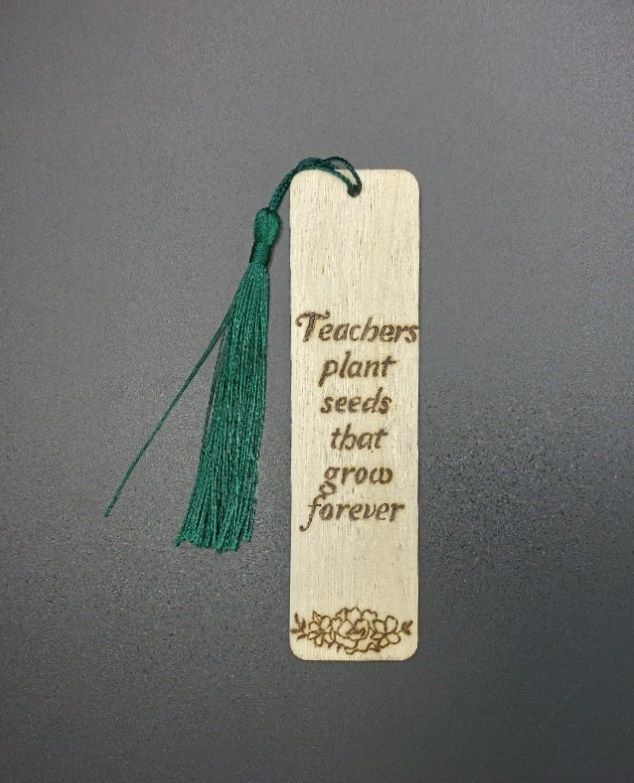 Teachers
plant
seeds
that
grow
forever